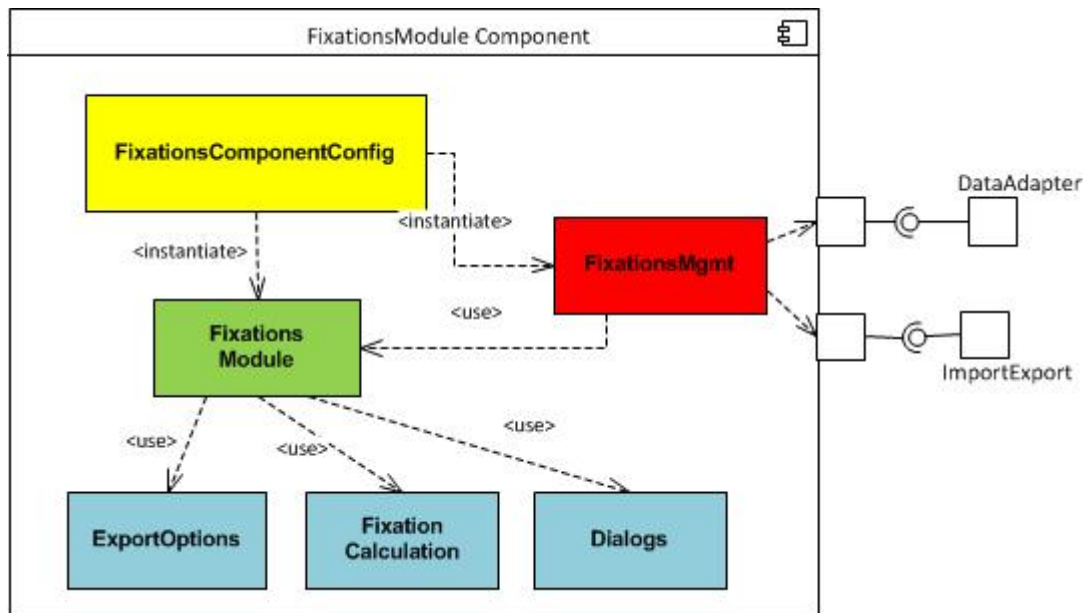 FixationsModule Component
FixationsComponentConfig
DataAdapter
<instantiate>
<instantiate>
FixationsMgmt
<use>
Fixations
Module
ImportExport
<use>
<use>
<use>
ExportOptions
Fixation
Calculation
Dialogs